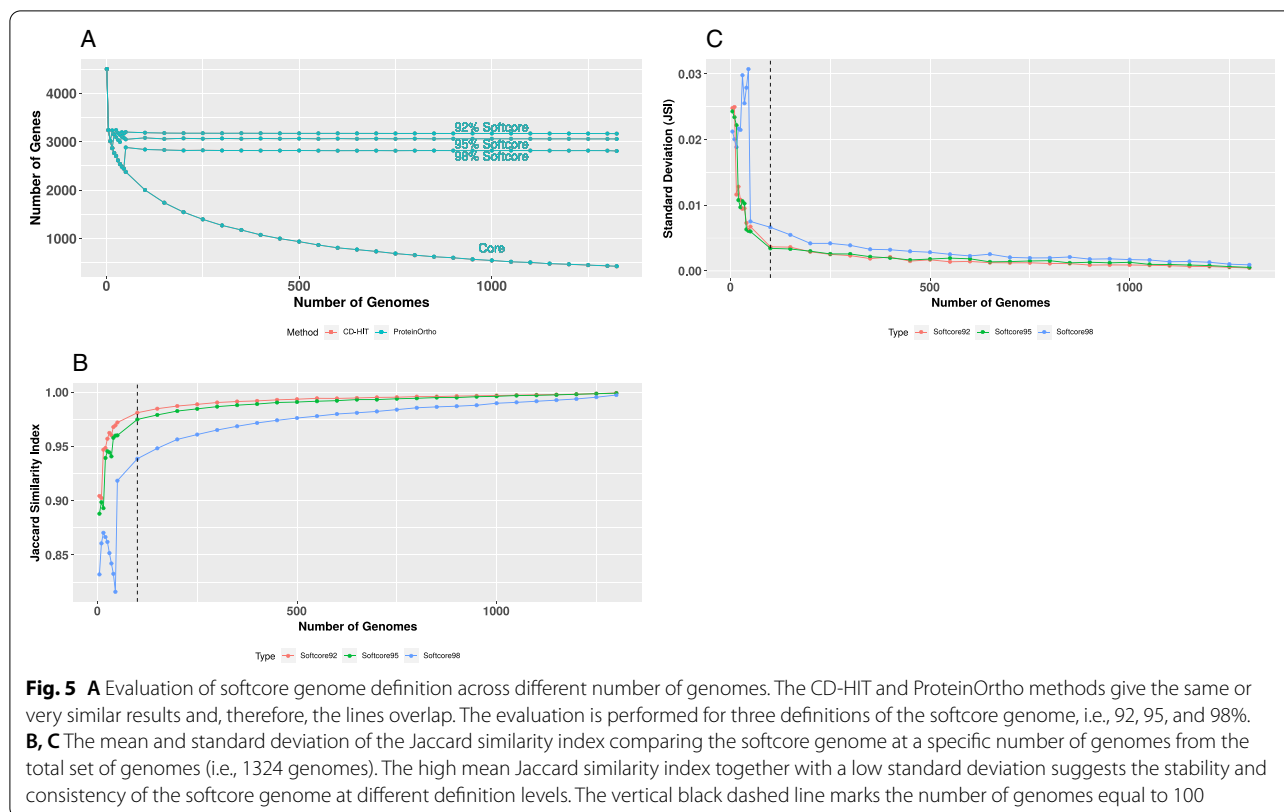 A
Number of Genes
4000
3000
2000
1000
92% Softcore
95% Softcore
98% Softcore
Core
0
500
1000
Number of Genomes
Method CD-HIT ProteinOrtho
C
Standard Deviation (JSI)
0.03
0.02
0.01
0.00
0
500
1000
Number of Genomes
Type Softcore92 Softcore95 Softcore98
B
Jaccard Similarity Index
1.00
0.95
0.90
0.85
0
500
1000
Number of Genomes
Type Softcore92 Softcore95 Softcore98
Fig. 5 A Evaluation of softcore genome definition across different number of genomes. The CD-HIT and ProteinOrtho methods give the same or
very similar results and, therefore, the lines overlap. The evaluation is performed for three definitions of the softcore genome, i.e., 92, 95, and 98%.
B, C The mean and standard deviation of the Jaccard similarity index comparing the softcore genome at a specific number of genomes from the
total set of genomes (i.e., 1324 genomes). The high mean Jaccard similarity index together with a low standard deviation suggests the stability and
consistency of the softcore genome at different definition levels. The vertical black dashed line marks the number of genomes equal to 100